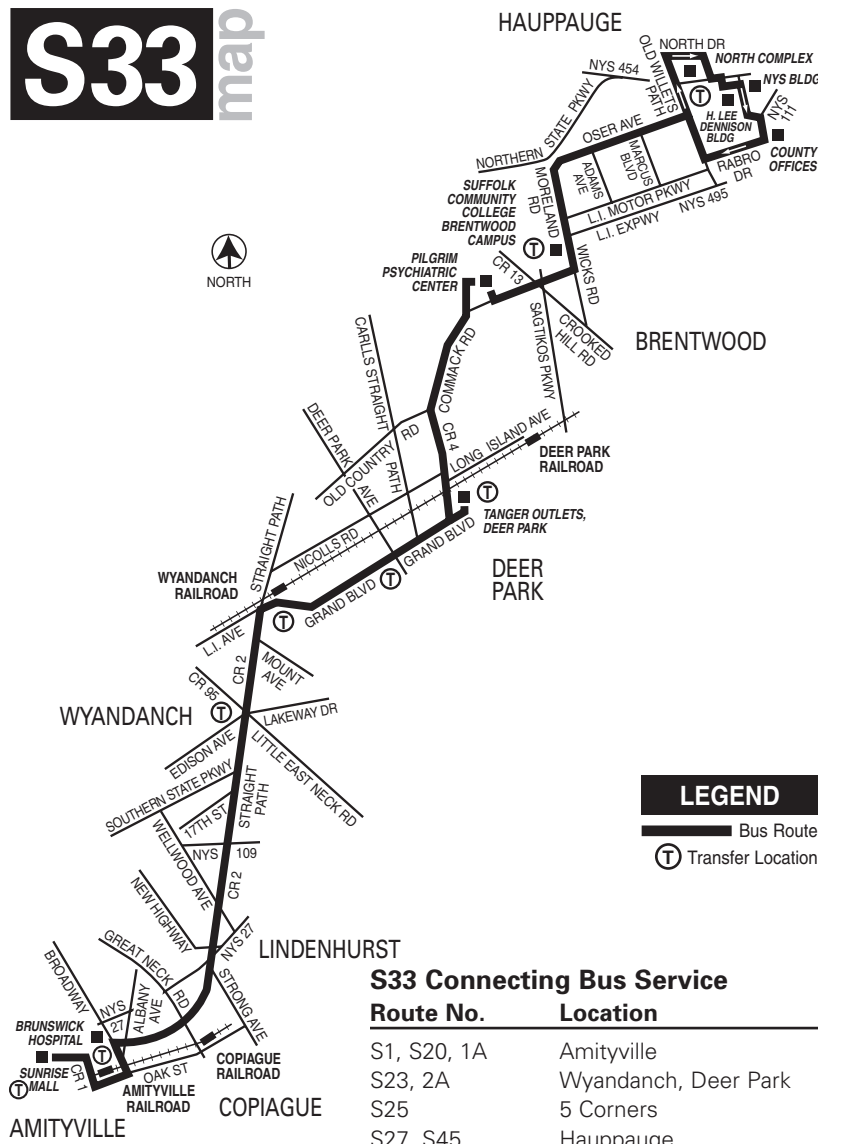 S33
map
HAUPPAUGE
NORTH DR
OLD WILLETS
PATH
NORTH COMPLEX
NYS BLDG
NYS 454
T
H. LEE
DENNISON
BLDG
NYS
111
COUNTY
OFFICES
NORTHERN STATE PKWY
OSER AVE
ADAMS
AVE
MARCUS
BLVD
RABRO
DR
L.I. MOTOR PKWY
L.I. EXPWY
NYS 495
MORELAND
RD
SUFFOLK
COMMUNITY
COLLEGE
BRENTWOOD
CAMPUS
T
NORTH
PILGRIM
PSYCHIATRIC
CENTER
CR 13
WICKS RD
SAGTIKOS PKWY
CROOKED
HILL RD
BRENTWOOD
CARLLS STRAIGHT
PATH
COMMACK RD
CR 4
DEER PARK
AVE
OLD COUNTRY RD
LONG ISLAND AVE
DEER PARK
RAILROAD
T
TANGER OUTLETS,
DEER PARK
NICOLLS RD
GRAND BLVD
DEER
PARK
STRAIGHT PATH
WYANDANCH
RAILROAD
T
GRAND BLVD
T
L.I. AVE
CR 2
MOUNT
AVE
CR 95
WYANDANCH
T
LAKEWAY DR
EDISON AVE
LITTLE EAST NECK RD
SOUTHERN STATE PKWY
STRAIGHT
PATH
17TH ST
WELLWOOD AVE
NYS 109
CR 2
LEGEND
Bus Route
T Transfer Location
NEW HIGHWAY
NYS 27
LINDENHURST
GREAT NECK RD
STRONG AVE
BROADWAY
NYS
27
ALBANY
AVE
BRUNSWICK
HOSPITAL
T
SUNRISE
MALL
T
CR 1
OAK ST
AMITYVILLE
RAILROAD
COPIAGUE
RAILROAD
COPIAGUE
AMITYVILLE
S33 Connecting Bus Service
Route No. Location
S1, S20, 1A Amityville
S23, 2A Wyandanch, Deer Park
S25 5 Corners
S27, S45 Hauppauge